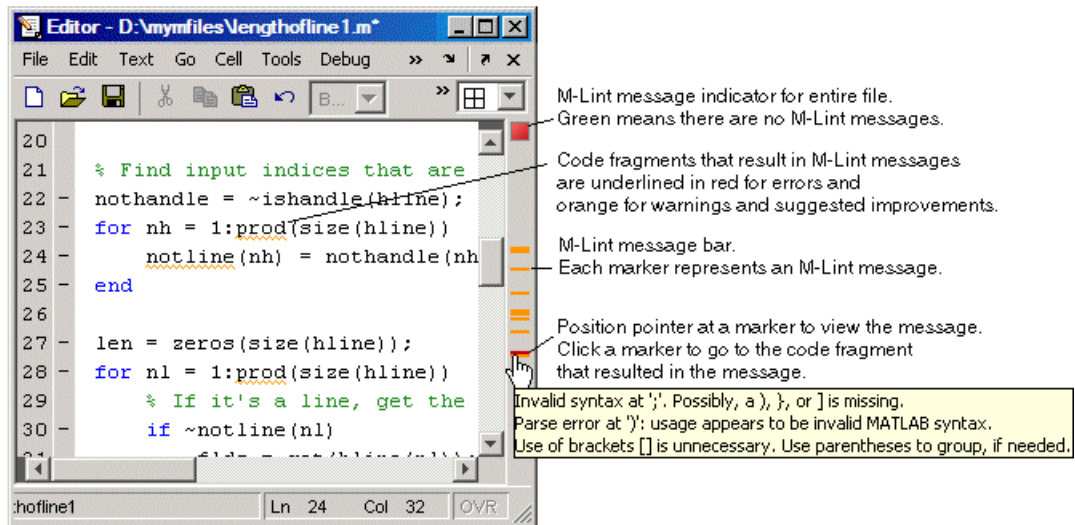 Editor - D:\mymfiles\lengthofline1.m*
File Edit Text Go Cell Tools Debug »
B... »
20
21 % Find input indices that are
22 - nothandle = ~ishandle(hline);
23 - for nh = 1:prod(size(hline))
24 - notline(nh) = nothandle(nh
25 - end
26
27 - len = zeros(size(hline));
28 - for nl = 1:prod(size(hline))
29 % If it's a line, get the
30 - if ~notline(nl)
hofline1 Ln 24 Col 32 OVR
M-Lint message indicator for entire file.
Green means there are no M-Lint messages.
Code fragments that result in M-Lint messages
are underlined in red for errors and
orange for warnings and suggested improvements.
M-Lint message bar.
Each marker represents an M-Lint message.
Position pointer at a marker to view the message.
Click a marker to go to the code fragment
that resulted in the message.
Invalid syntax at ';'. Possibly, a ), }, or ] is missing.
Parse error at ')': usage appears to be invalid MATLAB syntax.
Use of brackets [] is unnecessary. Use parentheses to group, if needed.